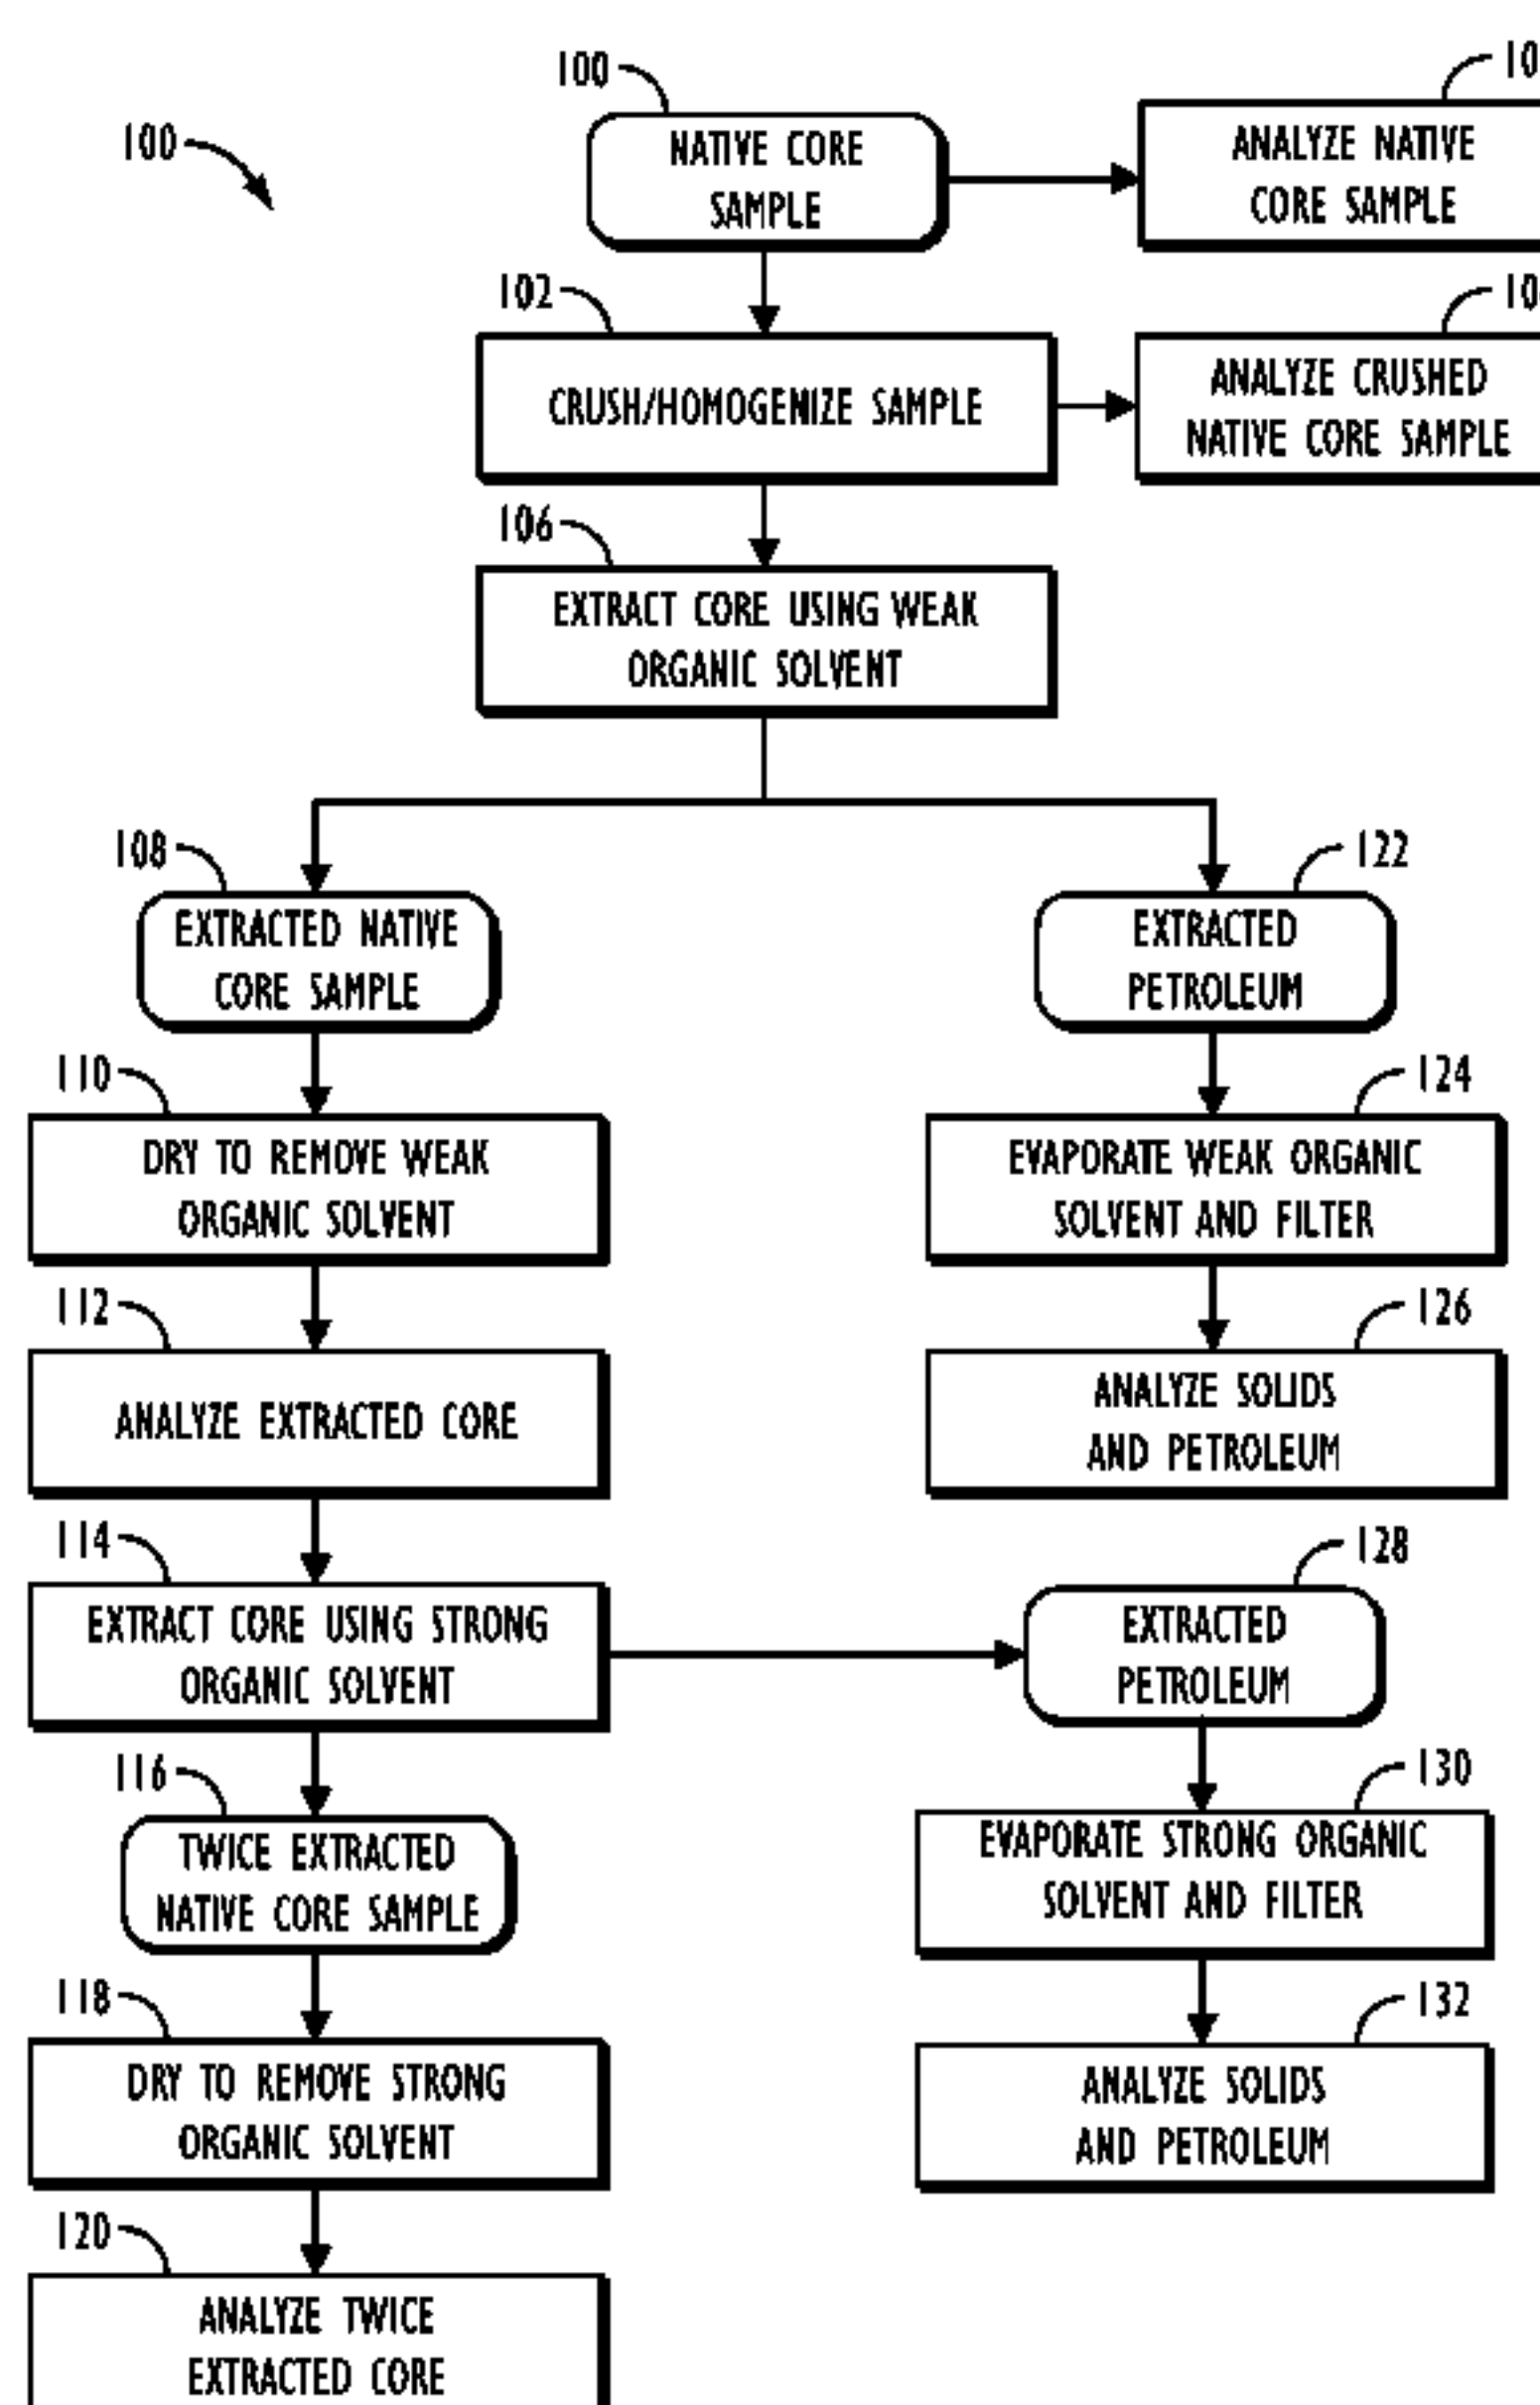 100
100
NATIVE CORE
SAMPLE
10
ANALYZE NATIVE
CORE SAMPLE
102
CRUSH/HOMOGENIZE SAMPLE
10
ANALYZE CRUSHED
NATIVE CORE SAMPLE
106
EXTRACT CORE USING WEAK
ORGANIC SOLVENT
108
EXTRACTED NATIVE
CORE SAMPLE
122
EXTRACTED
PETROLEUM
110
DRY TO REMOVE WEAK
ORGANIC SOLVENT
124
EVAPORATE WEAK ORGANIC
SOLVENT AND FILTER
112
ANALYZE EXTRACTED CORE
126
ANALYZE SOLIDS
AND PETROLEUM
114
EXTRACT CORE USING STRONG
ORGANIC SOLVENT
128
EXTRACTED
PETROLEUM
116
TWICE EXTRACTED
NATIVE CORE SAMPLE
130
EVAPORATE STRONG ORGANIC
SOLVENT AND FILTER
118
DRY TO REMOVE STRONG
ORGANIC SOLVENT
132
ANALYZE SOLIDS
AND PETROLEUM
120
ANALYZE TWICE
EXTRACTED CORE